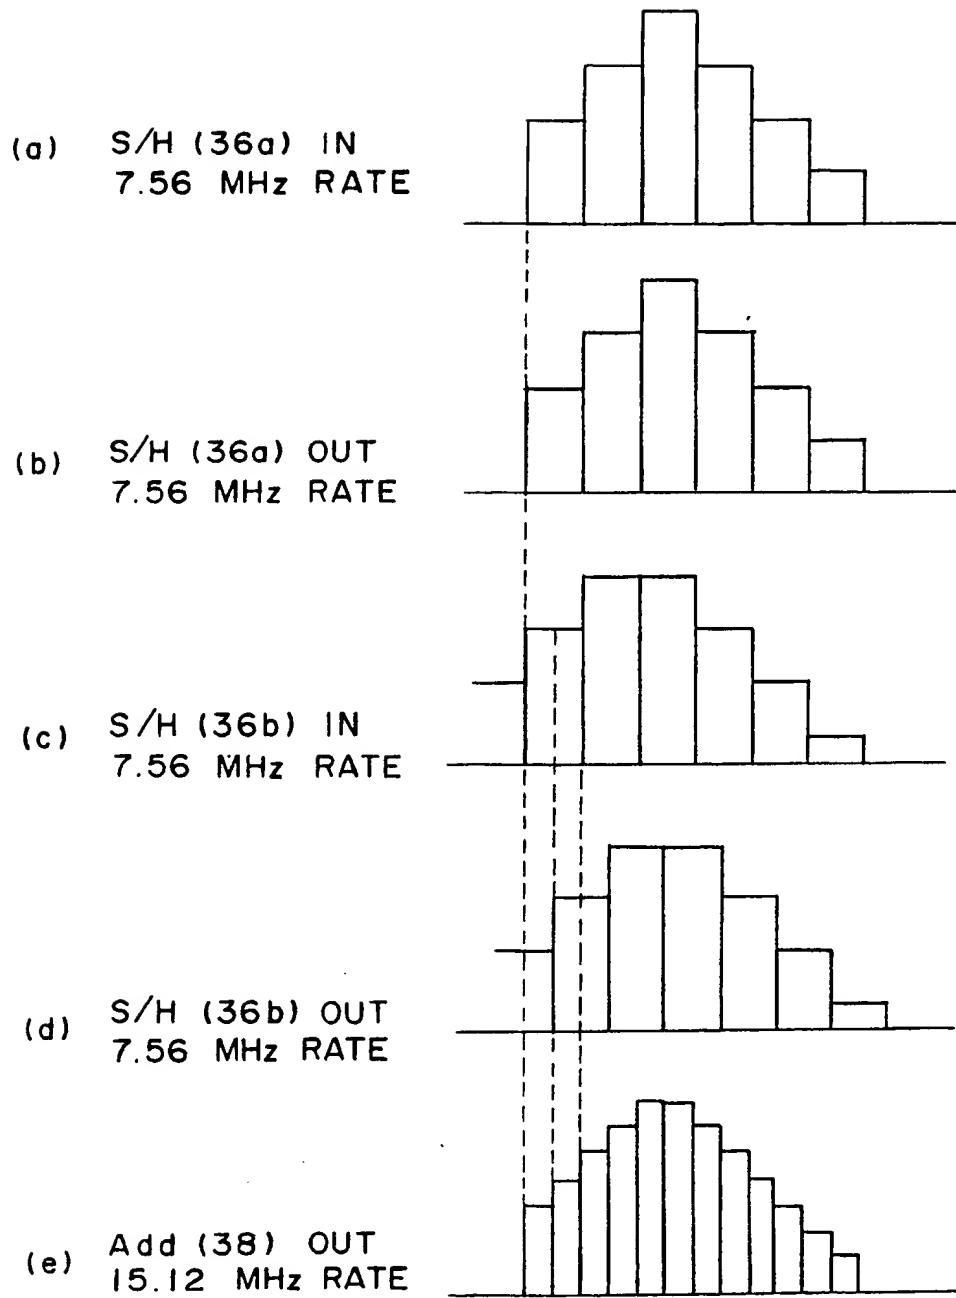 (a) S/H (36a) IN
7.56 MHz RATE
(b) S/H (36a) OUT
7.56 MHz RATE
(c) S/H (36b) IN
7.56 MHz RATE
(d) S/H (36b) OUT
7.56 MHz RATE
(e) Add (38) OUT
15.12 MHz RATE